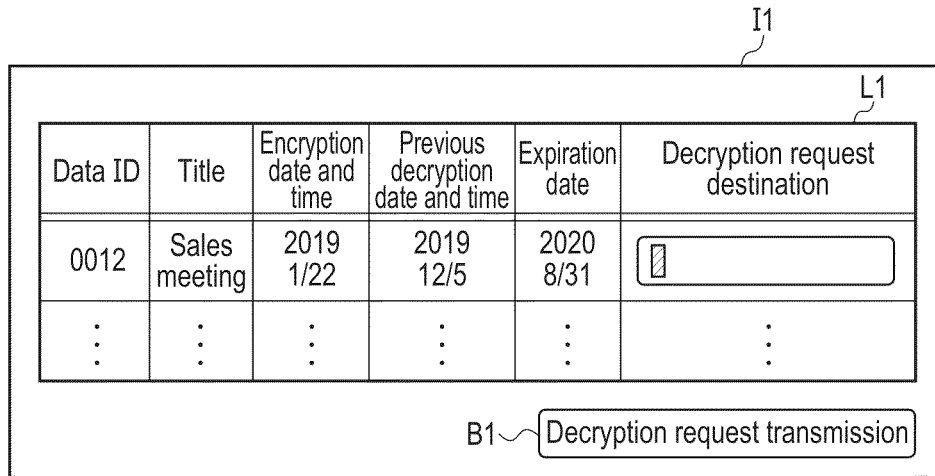 I1
L1
Data ID
Title
Encryption
date and
time
Previous
decryption
date and time
Expiration
date
Decryption request
destination
0012
Sales
meeting
2019
1/22
2019
12/5
2020
8/31
B1
Decryption request transmission